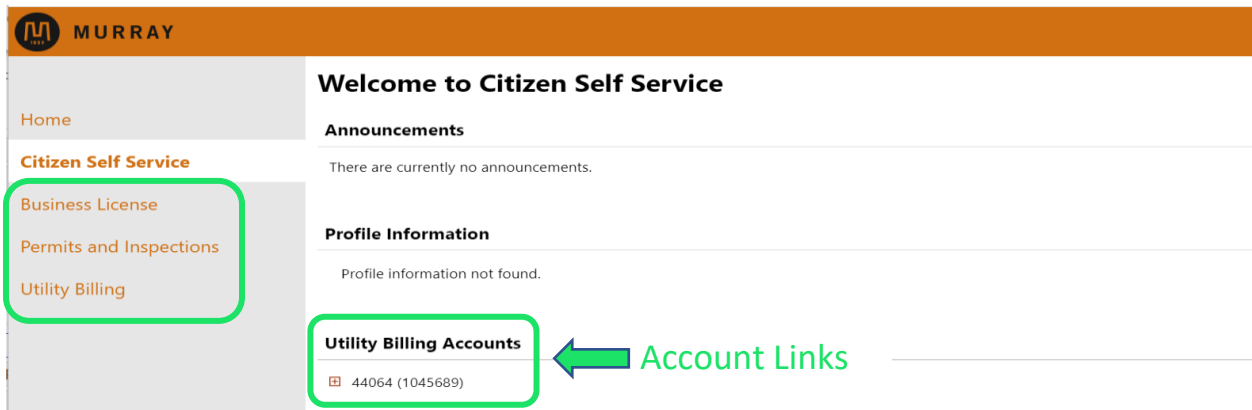 MURRAY
Welcome to Citizen Self Service
Home
Announcements
Citizen Self Service
There are currently no announcements.
Business License
Profile Information
Permits and Inspections
Profile information not found.
Utility Billing
Utility Billing Accounts
Account Links
44064 (1045689)